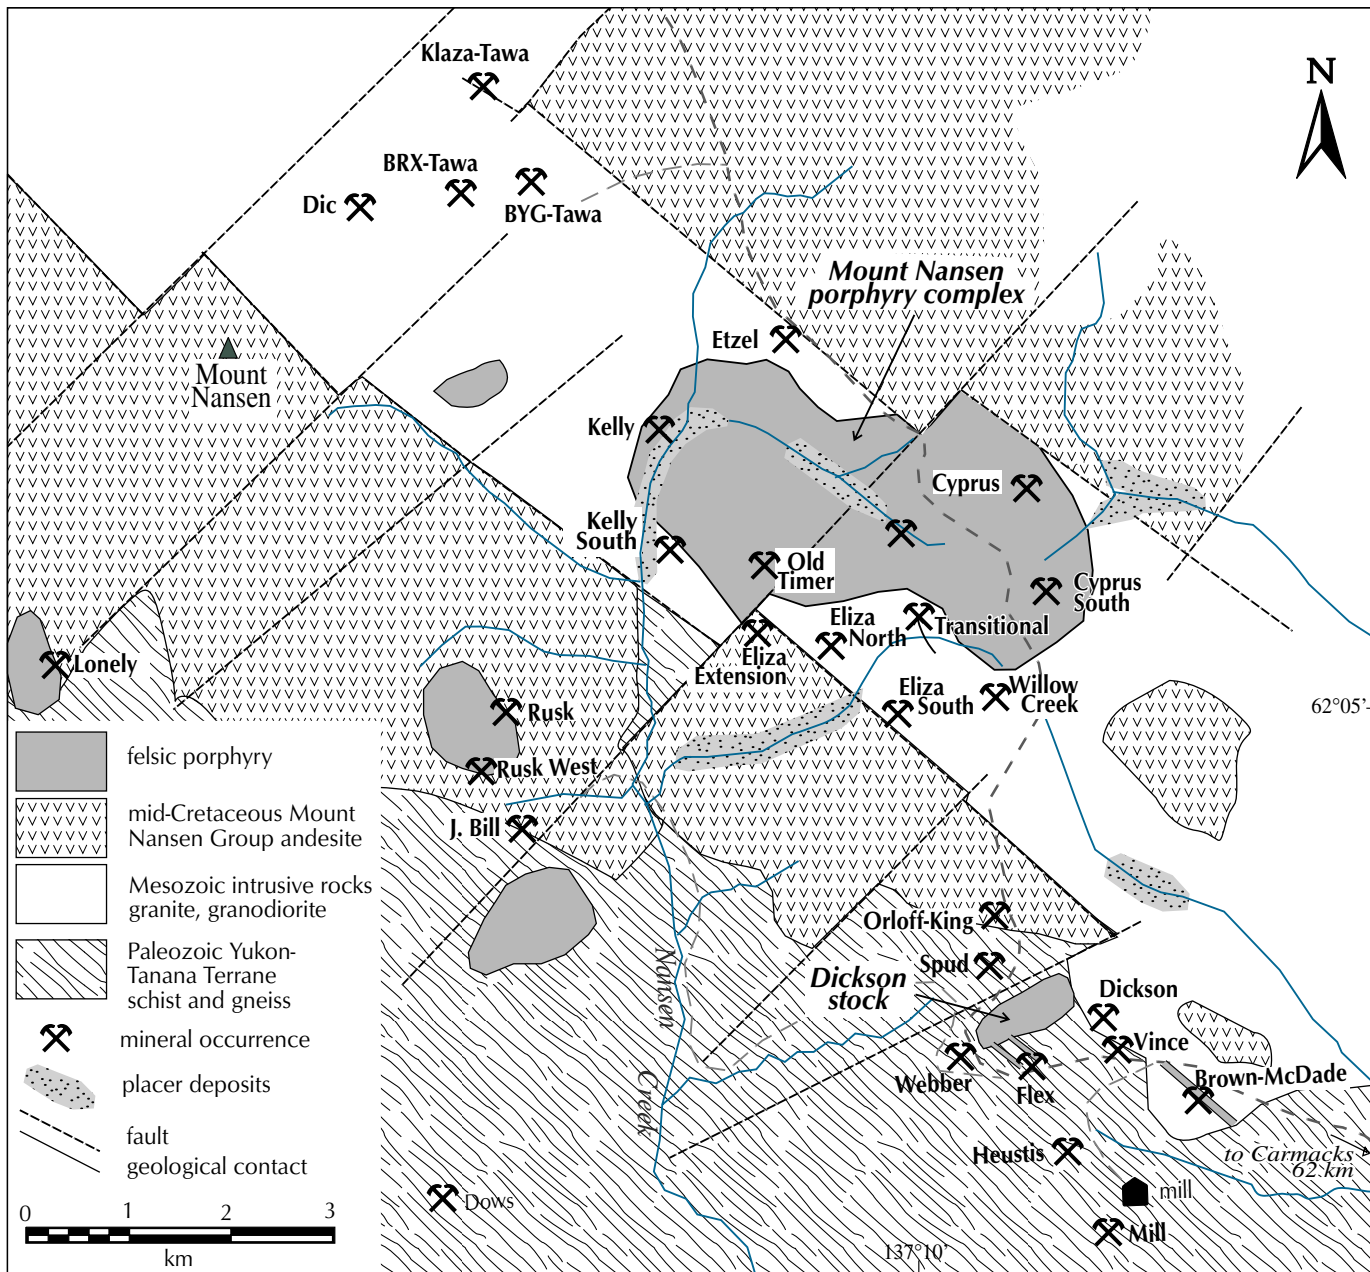 Klaza-Tawa
N
BRX-Tawa
Dic
BYG-Tawa
Mount Nansen
porphyry complex
Etzel
Mount
Nansen
Kelly
Cyprus
Kelly
South
Old
Timer
Cyprus
South
Eliza
North
Transitional
Eliza
Extension
Lonely
Eliza
South
Willow
Creek
62°05'
Rusk
Rusk West
J. Bill
felsic porphyry
mid-Cretaceous Mount
Nansen Group andesite
Mesozoic intrusive rocks
granite, granodiorite
Paleozoic Yukon-
Tanana Terrane
schist and gneiss
mineral occurrence
placer deposits
fault
geological contact
0 1 2 3
km
Orloff-King
Spud
Dickson
stock
Nansen
Creek
Dickson
Vince
Webber
Flex
Brown-McDade
Heustis
to Carmacks
62 km
mill
Mill
Dows
137°10'